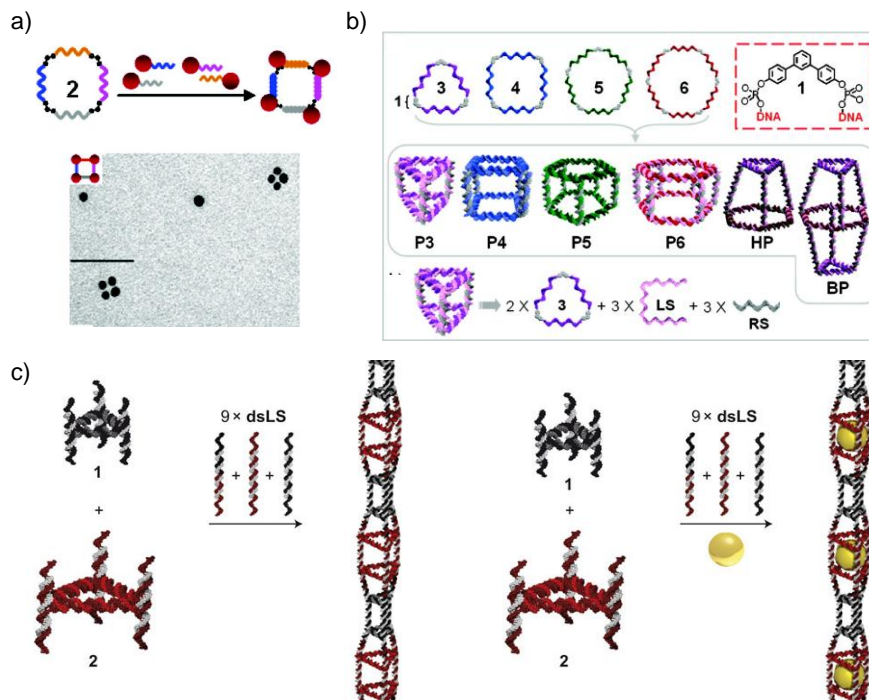 a)
2
b)
3 4 5 6
1{
1
O P O O P O
DNA DNA
P3 P4 P5 P6 HP BP
2 X 3 + 3 X LS + 3 X RS
c)
9 × dsLS
+ +
1
+
2
9 × dsLS
+ +
1
+
2